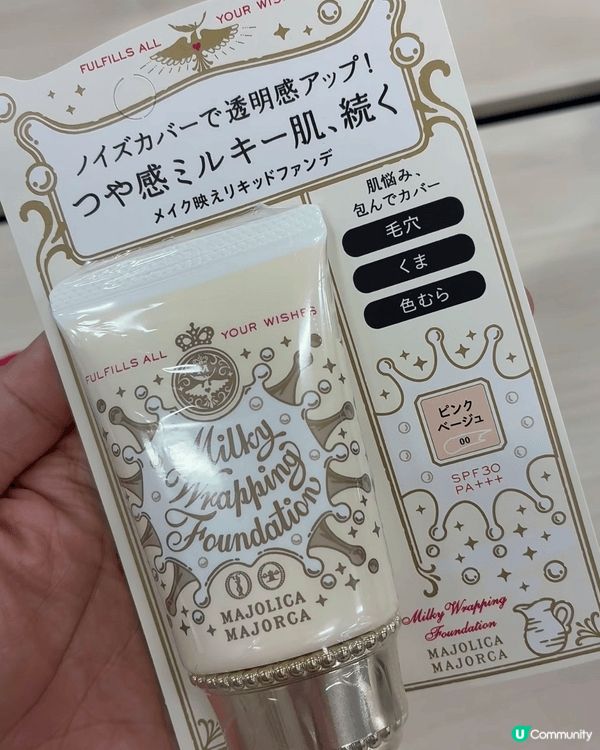 FULFILLS ALL YOUR WISHES
ノイズカバーで透明感アップ!
つや感ミルキー肌、続く
メイク映えリキッドファンデ
肌悩み、
包んでカバー
毛穴
くま
色むら
ピンク
ベージュ
00
SPF30
PA+++
Milky Wrapping
Foundation
MAJOLICA
MAJORCA
FULFILLS ALL YOUR WISHES
Milky
Wrapping
Foundation
MAJOLICA
MAJORCA
U Community